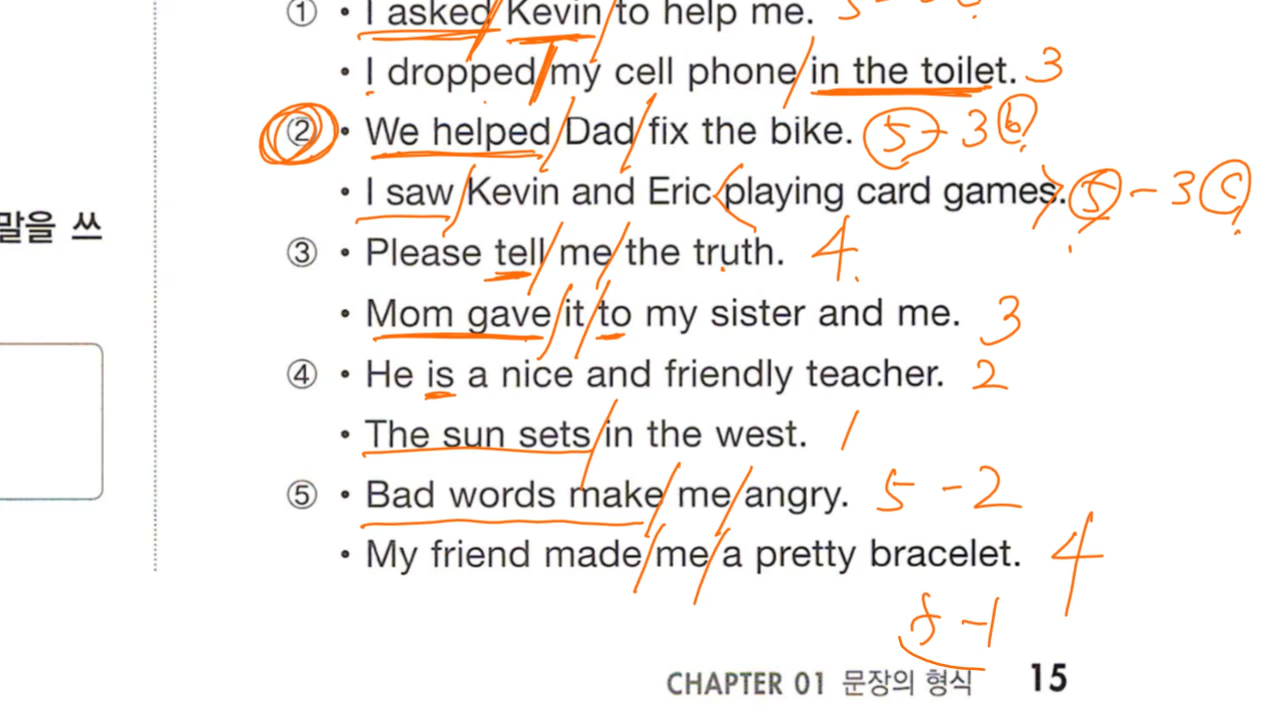 ① • I asked Kevin to help me. 5 -
• I dropped my cell phone in the toilet. 3
② • We helped Dad fix the bike. 5 - 3 b
• I saw Kevin and Eric playing card games. 5 - 3 c
말을 쓰
③ • Please tell me the truth. 4
• Mom gave it to my sister and me. 3
④ • He is a nice and friendly teacher. 2
• The sun sets in the west. 1
⑤ • Bad words make me angry. 5 - 2
• My friend made me a pretty bracelet. 4
5 - 1
CHAPTER 01 문장의 형식 15